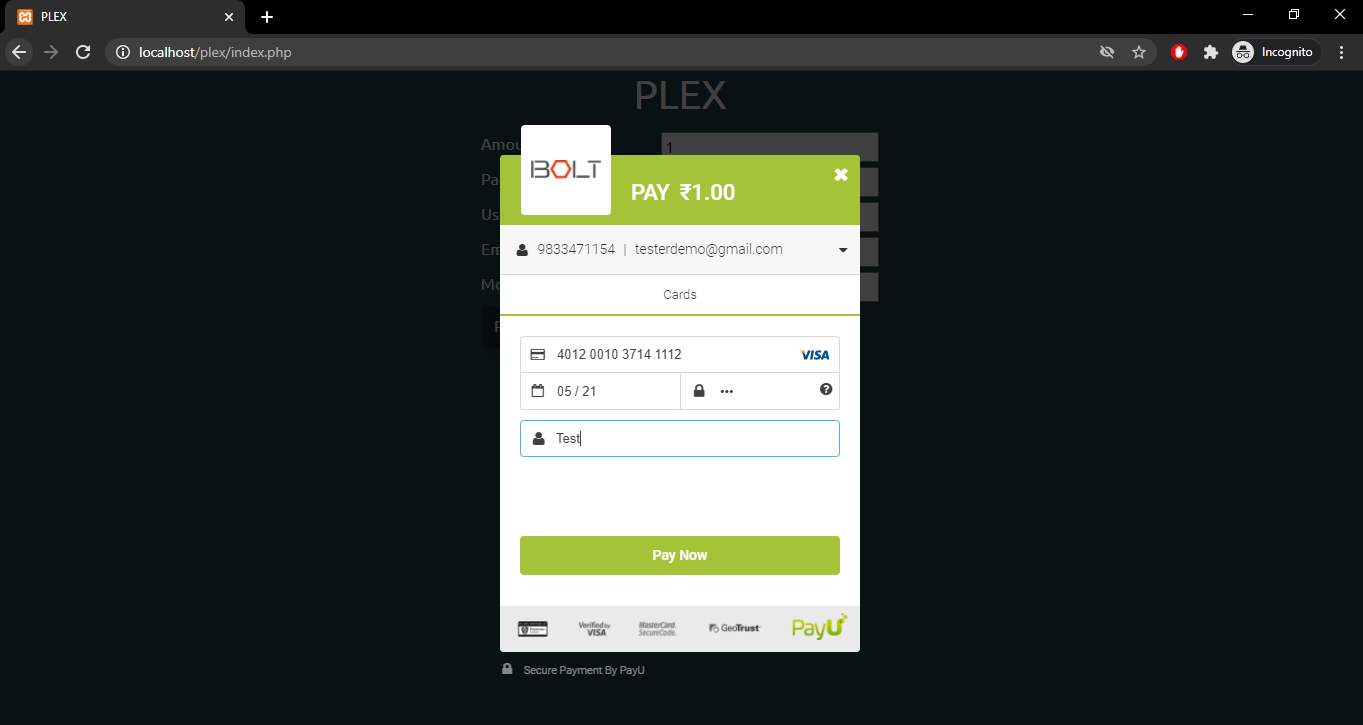 PLEX
localhost/plex/index.php
Incognito
PLEX
Amou
1
BOLT
PAY ₹1.00
Pa
Us
9833471154 | testerdemo@gmail.com
Em
Mo
Cards
4012 0010 3714 1112 VISA
05 / 21 •••
Test
Pay Now
Verified by VISA
MasterCard. SecureCode.
GeoTrust
PayU
Secure Payment By PayU